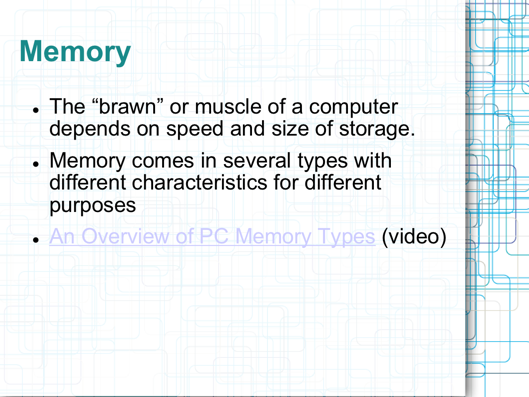 Memory
● The “brawn” or muscle of a computer
depends on speed and size of storage.
● Memory comes in several types with
different characteristics for different
purposes
● An Overview of PC Memory Types (video)